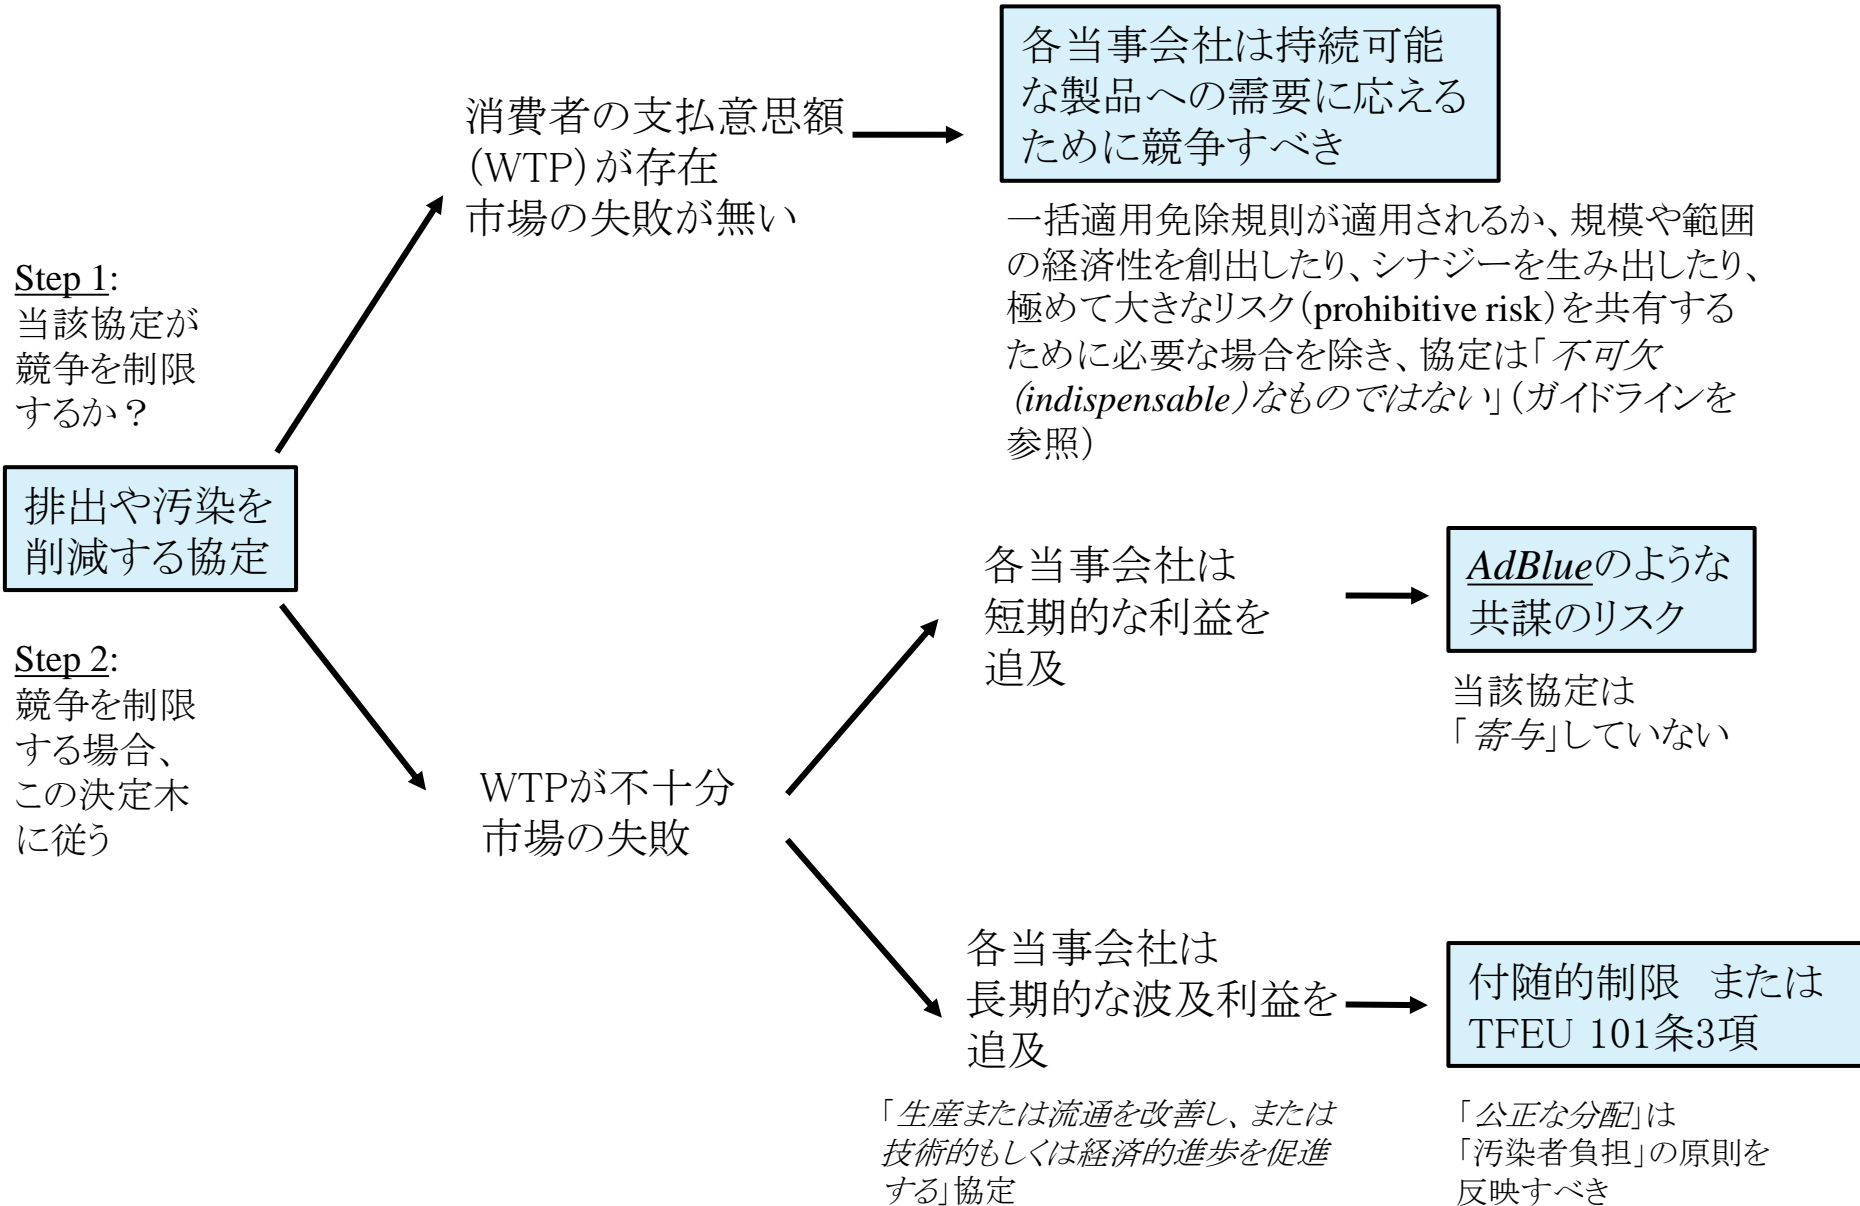 各当事会社は持続可能
な製品への需要に応える
ために競争すべき
消費者の支払意思額
（WTP）が存在
市場の失敗が無い
一括適用免除規則が適用されるか、規模や範囲
の経済性を創出したり、シナジーを生み出したり、
極めて大きなリスク（prohibitive risk）を共有する
ために必要な場合を除き、協定は「不可欠
（indispensable）なものではない」（ガイドラインを
参照）
Step 1:
当該協定が
競争を制限
するか？
排出や汚染を
削減する協定
Step 2:
競争を制限
する場合、
この決定木
に従う
WTPが不十分
市場の失敗
各当事会社は
短期的な利益を
追及
AdBlueのような
共謀のリスク
当該協定は
「寄与」していない
各当事会社は
長期的な波及利益を
追及
「生産または流通を改善し、または
技術的もしくは経済的進歩を促進
する」協定
付随的制限　または
TFEU 101条3項
「公正な分配」は
「汚染者負担」の原則を
反映すべき